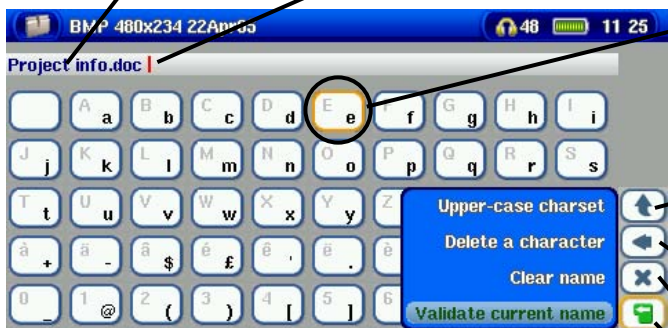 BMP 480x234 22Apr05 48 11 25
Project info.doc
A a B b C c D d E e F f G g H h I i
J j K k L l M m N n O o P p Q q R r S s
T t U u V v W w X x Y y Z Upper-case charset
à + ä - â $ é £ ê ' ë . è Delete a character
Clear name
0 _ 1 @ 2 ( 3 ) 4 [ 5 ] 6 Validate current name